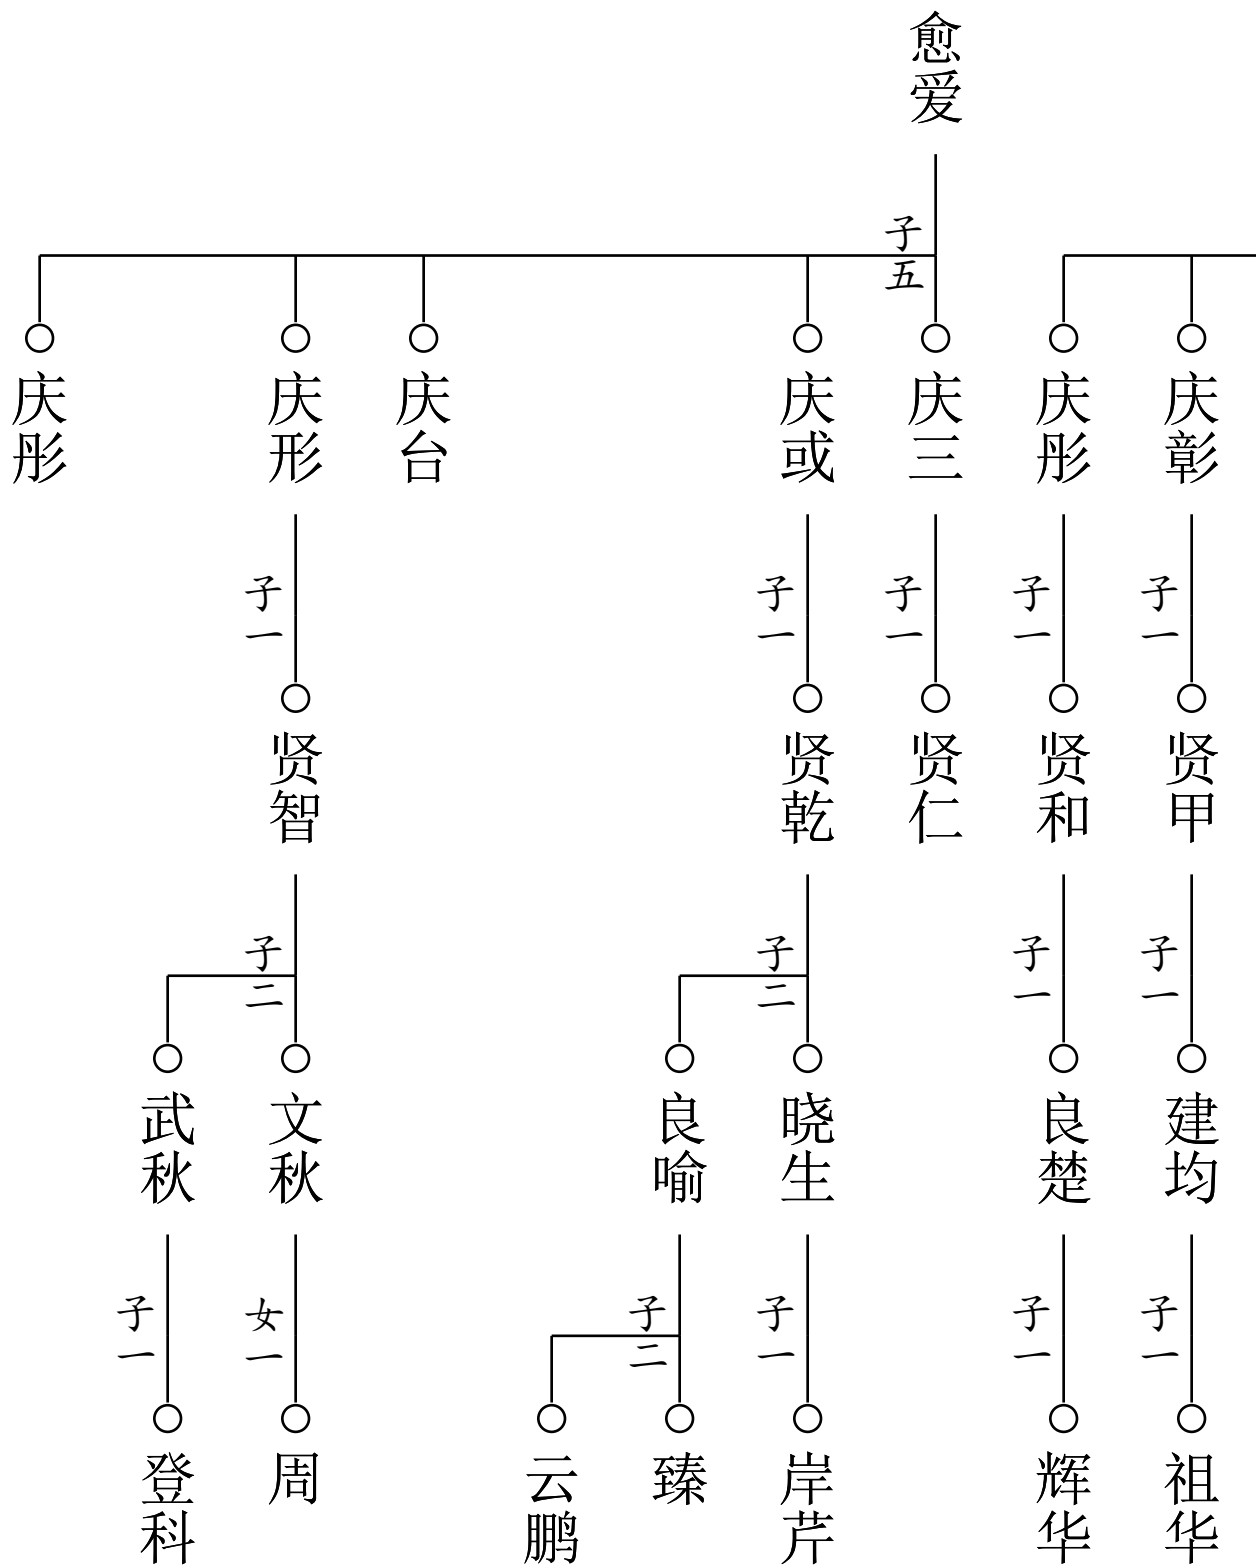 愈爱
子五
庆彤
庆形
庆台
庆或
庆三
庆彤
庆彰
子一
子一
子一
子一
子一
贤智
贤乾
贤仁
贤和
贤甲
子二
子二
子一
子一
武秋
文秋
良喻
晓生
良楚
建均
子一
女一
子二
子一
子一
子一
登科
周
云鹏
臻
岸芹
辉华
祖华